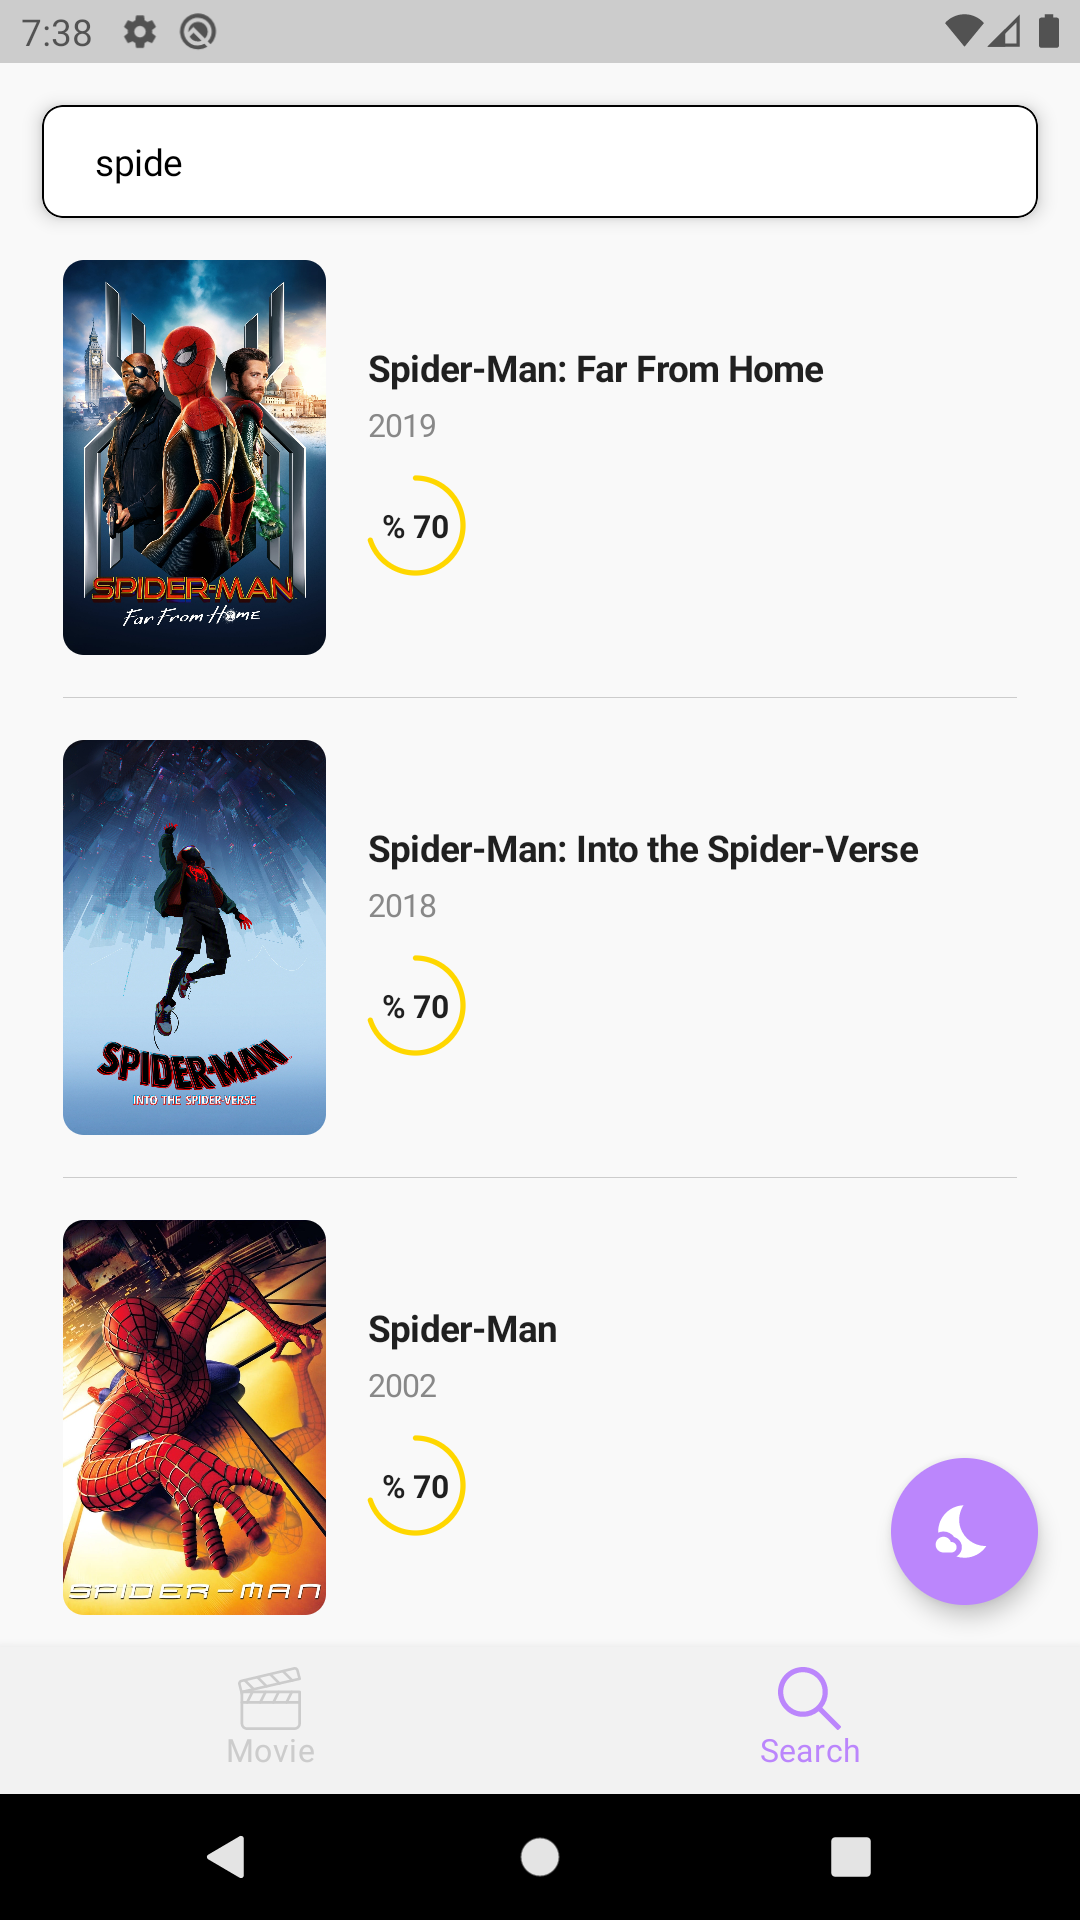 7:38
spide
SPIDER-MAN
Far From Home
Spider-Man: Far From Home
2019
% 70
SPIDER-MAN
INTO THE SPIDER-VERSE
Spider-Man: Into the Spider-Verse
2018
% 70
SPIDER-MAN
Spider-Man
2002
% 70
Movie
Search